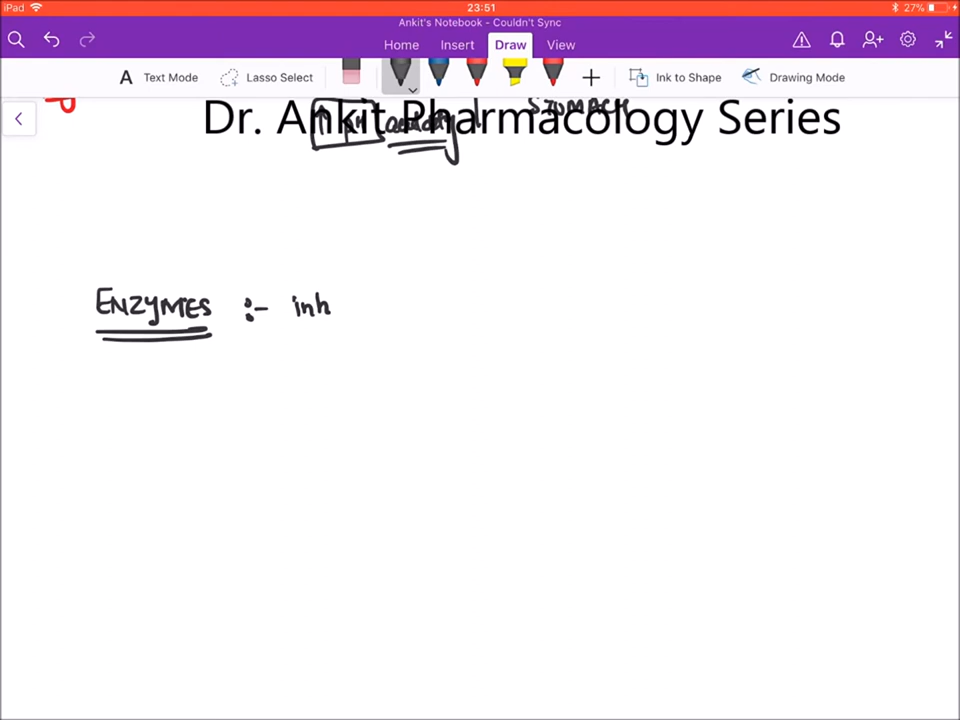 iPad 23:51 27%
Ankit's Notebook - Couldn't Sync
Home Insert Draw View
A Text Mode Lasso Select Ink to Shape Drawing Mode
STOMACH
Dr. Ankit Pharmacology Series
ENZYMES :- inh